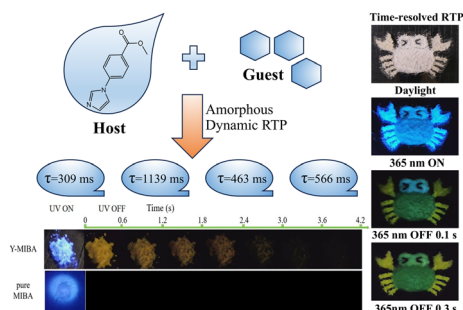 Host
N
N
O
O
Guest
Amorphous
Dynamic RTP
τ=309 ms
τ=1139 ms
τ=463 ms
τ=566 ms
UV ON
UV OFF
Time (s)
0
0.6
1.2
1.8
2.4
3.0
3.6
4.2
Y-MIBA
pure
MIBA
Time-resolved RTP
Daylight
365 nm ON
365 nm OFF 0.1 s
365nm OFF 0.3 s